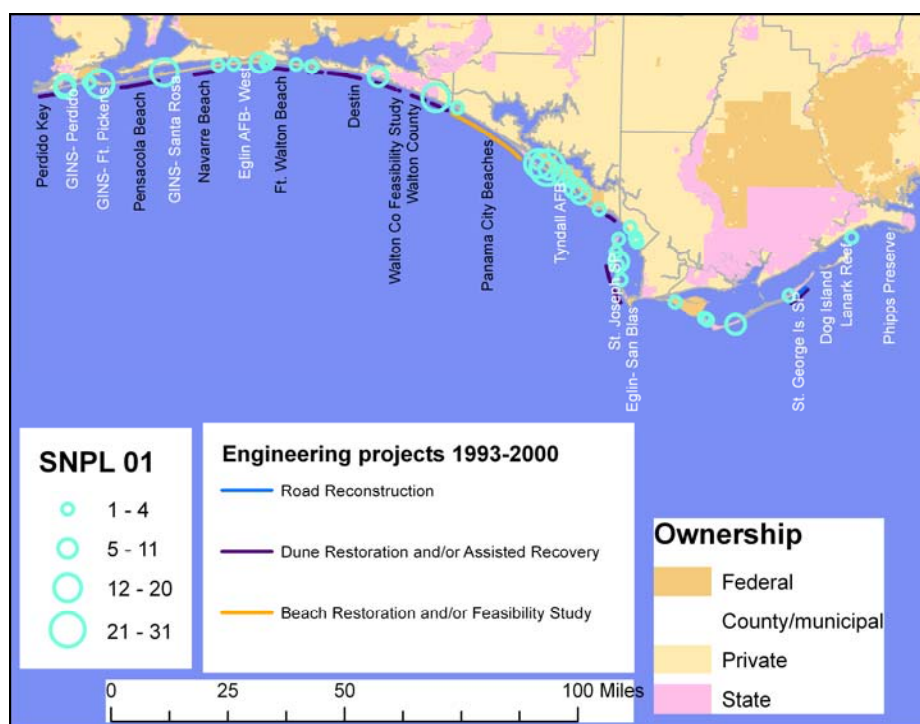 Perdido Key
GINS- Perdido
GINS- Ft. Pickens
Pensacola Beach
GINS- Santa Rosa
Navarre Beach
Eglin AFB- West
Ft. Walton Beach
Destin
Walton Co Feasibility Study
Walton County
Panama City Beaches
Tyndall AFB
St. Joseph SP
Eglin- San Blas
St. George Is. SP
Dog Island
Lanark Reef
Phipps Preserve
SNPL 01
1 - 4
5 - 11
12 - 20
21 - 31
Engineering projects 1993-2000
Road Reconstruction
Dune Restoration and/or Assisted Recovery
Beach Restoration and/or Feasibility Study
Ownership
Federal
County/municipal
Private
State
0 25 50 100 Miles